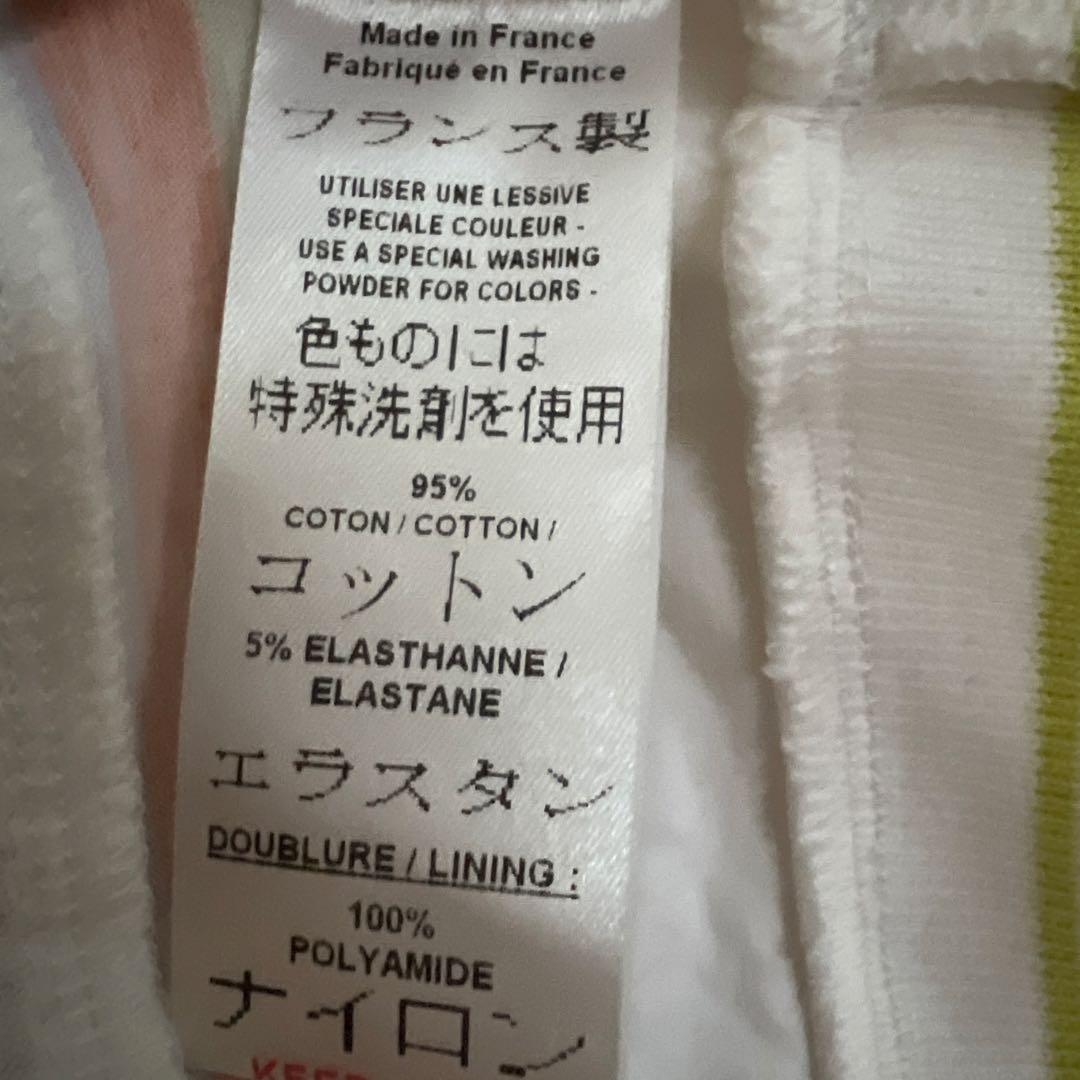 Made in France
Fabriqué en France
フランス製
UTILISER UNE LESSIVE
SPECIALE COULEUR -
USE A SPECIAL WASHING
POWDER FOR COLORS -
色ものには
特殊洗剤を使用
95%
COTON / COTTON /
コットン
5% ELASTHANNE /
ELASTANE
エラスタン
DOUBLURE / LINING :
100%
POLYAMIDE
ナイロン